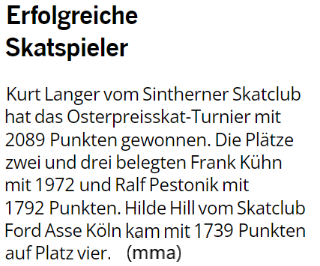 Erfolgreiche
Skatspieler
Kurt Langer vom Sintherner Skatclub
hat das Osterpreisskat-Turnier mit
2089 Punkten gewonnen. Die Plätze
zwei und drei belegten Frank Kühn
mit 1972 und Ralf Pestonik mit
1792 Punkten. Hilde Hill vom Skatclub
Ford Asse Köln kam mit 1739 Punkten
auf Platz vier. (mma)